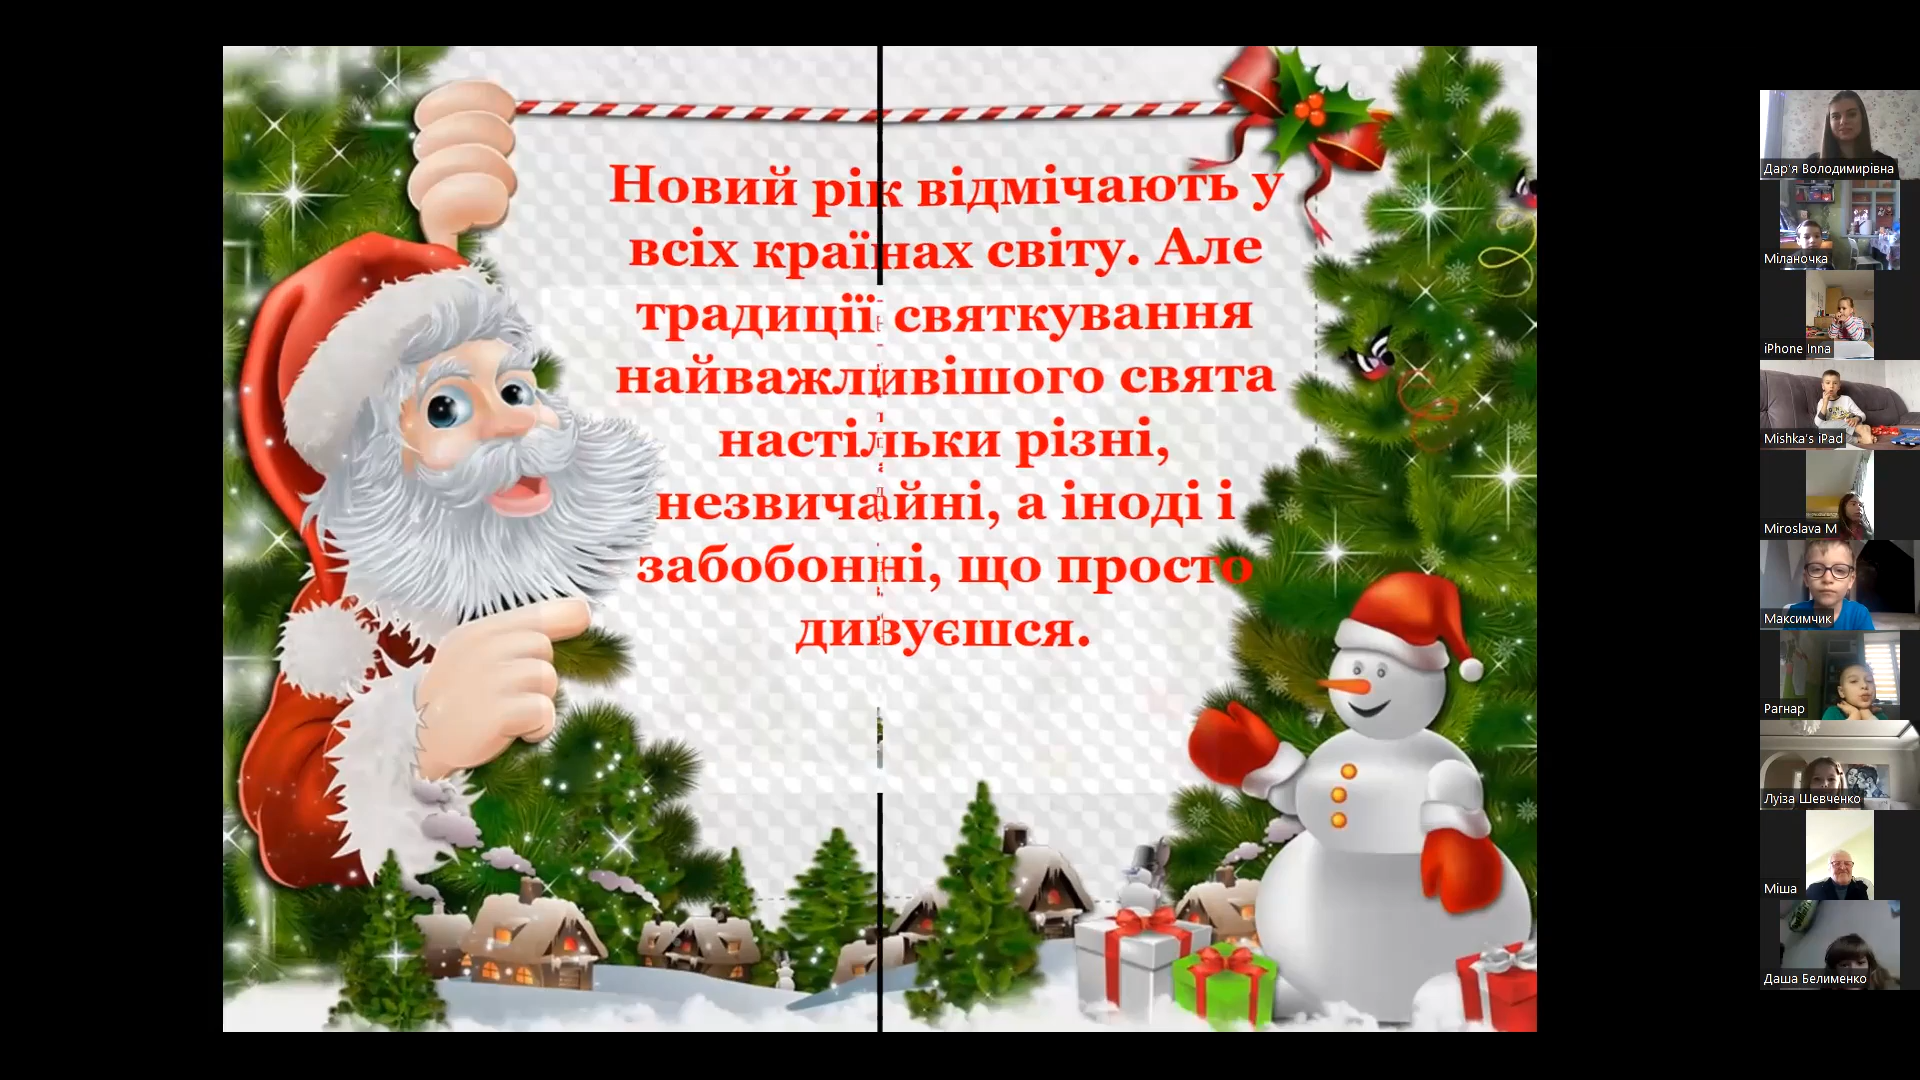 Новий рік відмічають у
всіх країнах світу. Але
традиції святкування
найважливішого свята
настільки різні,
незвичайні, а іноді і
забобонні, що просто
дивуєшся.
Дар'я Володимирівна
Міланочка
iPhone Inna
Mishka's iPad
Miroslava M
Максимчик
Рагнар
Луіза Шевченко
Міша
Даша Белименко